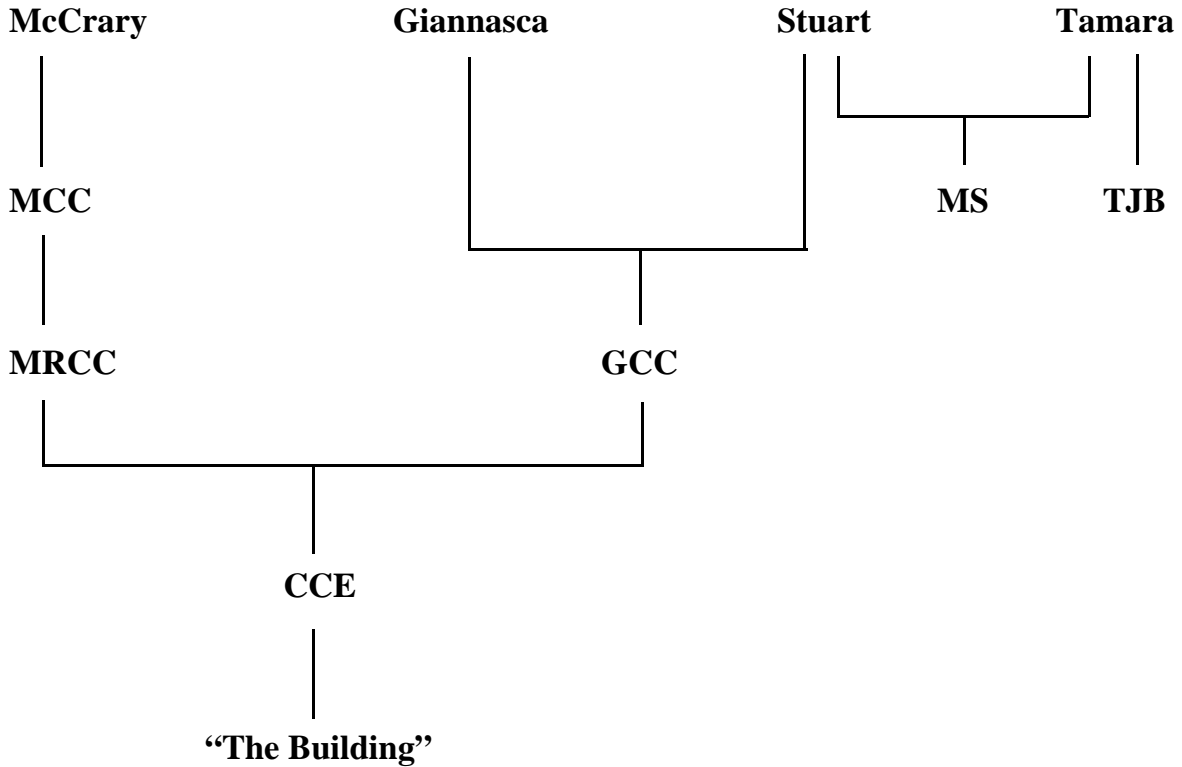 McCrary Giannasca Stuart Tamara
MCC MS TJB
MRCC GCC
CCE
“The Building”